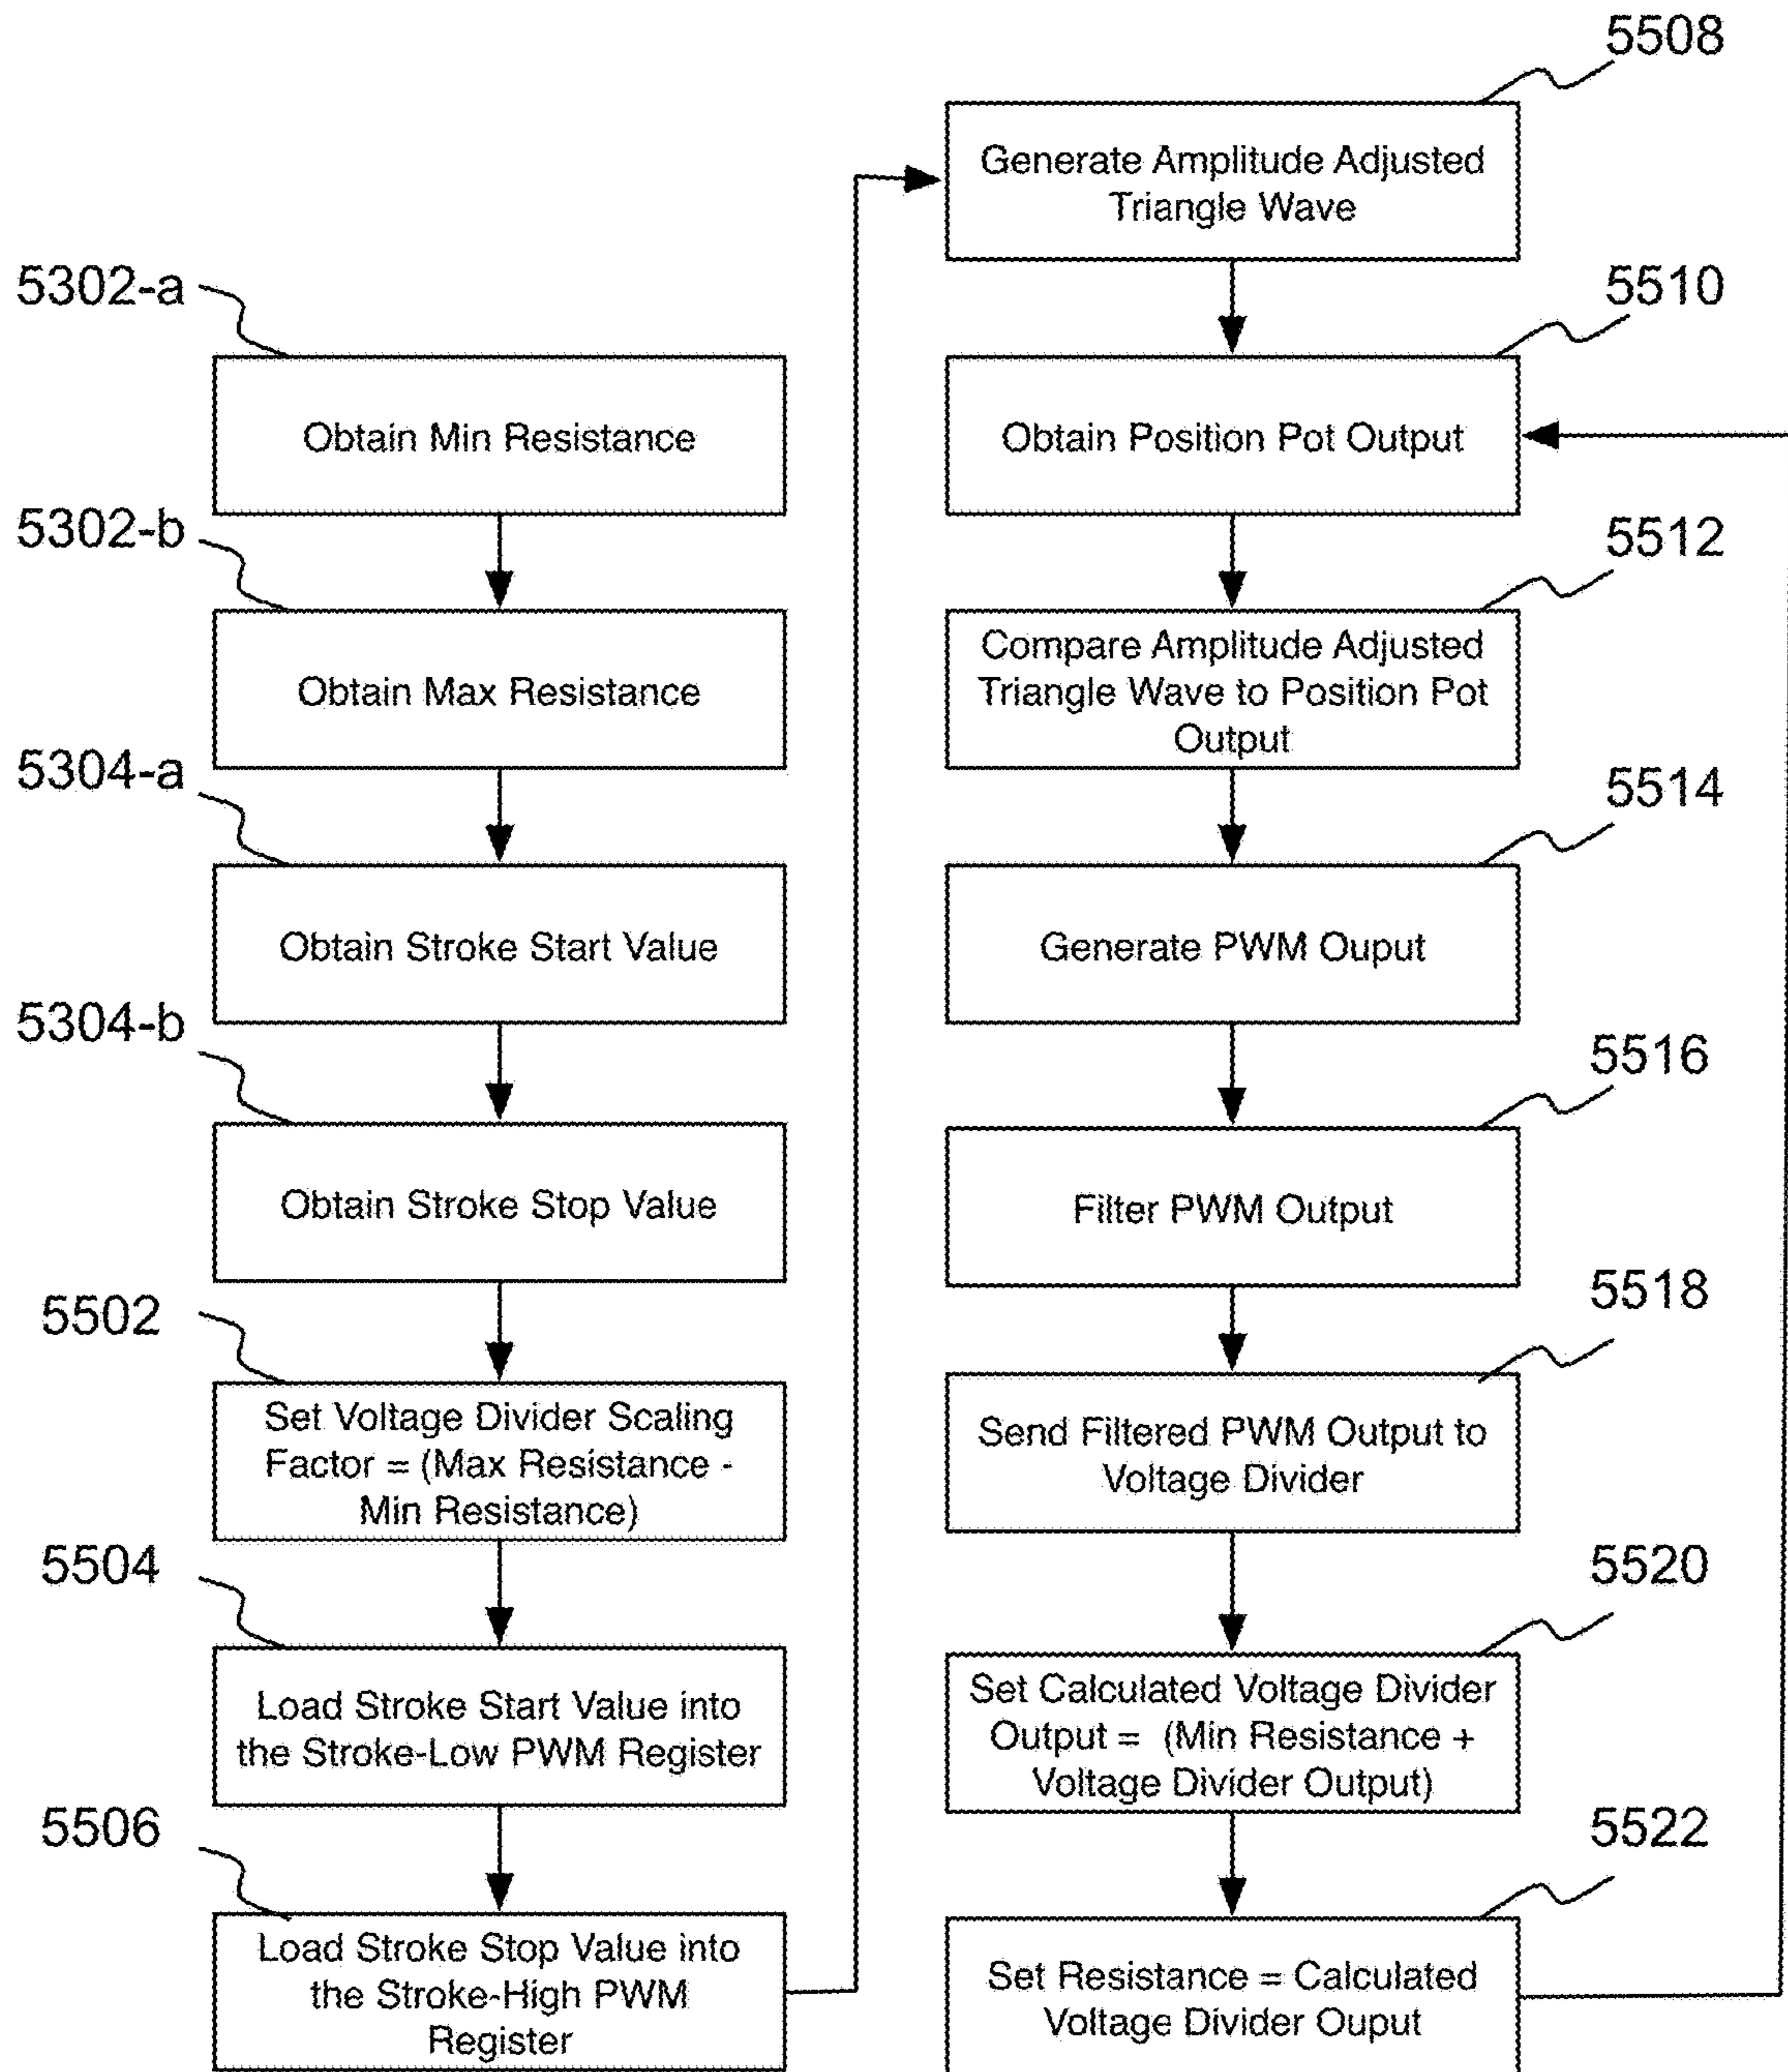 5302-a
Obtain Min Resistance
5302-b
Obtain Max Resistance
5304-a
Obtain Stroke Start Value
5304-b
Obtain Stroke Stop Value
5502
Set Voltage Divider Scaling
Factor = (Max Resistance -
Min Resistance)
5504
Load Stroke Start Value into
the Stroke-Low PWM Register
5506
Load Stroke Stop Value into
the Stroke-High PWM
Register
5508
Generate Amplitude Adjusted
Triangle Wave
5510
Obtain Position Pot Output
5512
Compare Amplitude Adjusted
Triangle Wave to Position Pot
Output
5514
Generate PWM Ouput
5516
Filter PWM Output
5518
Send Filtered PWM Output to
Voltage Divider
5520
Set Calculated Voltage Divider
Output = (Min Resistance +
Voltage Divider Output)
5522
Set Resistance = Calculated
Voltage Divider Ouput